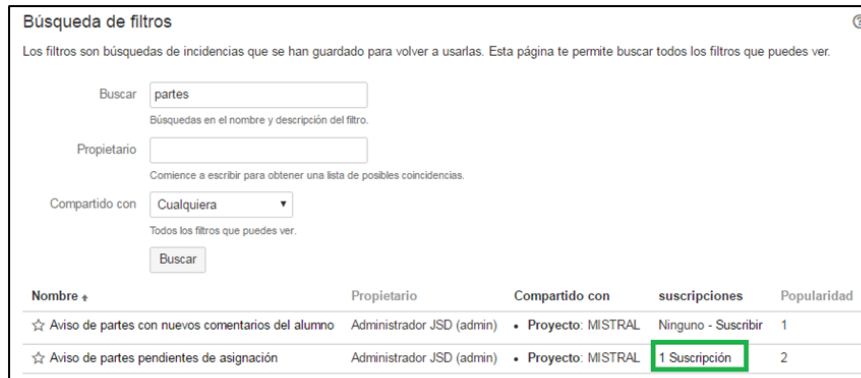 Búsqueda de filtros
Los filtros son búsquedas de incidencias que se han guardado para volver a usarlas. Esta página te permite buscar todos los filtros que puedes ver.
Buscar partes
Búsquedas en el nombre y descripción del filtro.
Propietario
Comience a escribir para obtener una lista de posibles coincidencias.
Compartido con Cualquiera
Todos los filtros que puedes ver.
Buscar
Nombre Propietario Compartido con suscripciones Popularidad
Aviso de partes con nuevos comentarios del alumno Administrador JSD (admin) • Proyecto: MISTRAL Ninguno - Suscribir 1
Aviso de partes pendientes de asignación Administrador JSD (admin) • Proyecto: MISTRAL 1 Suscripción 2